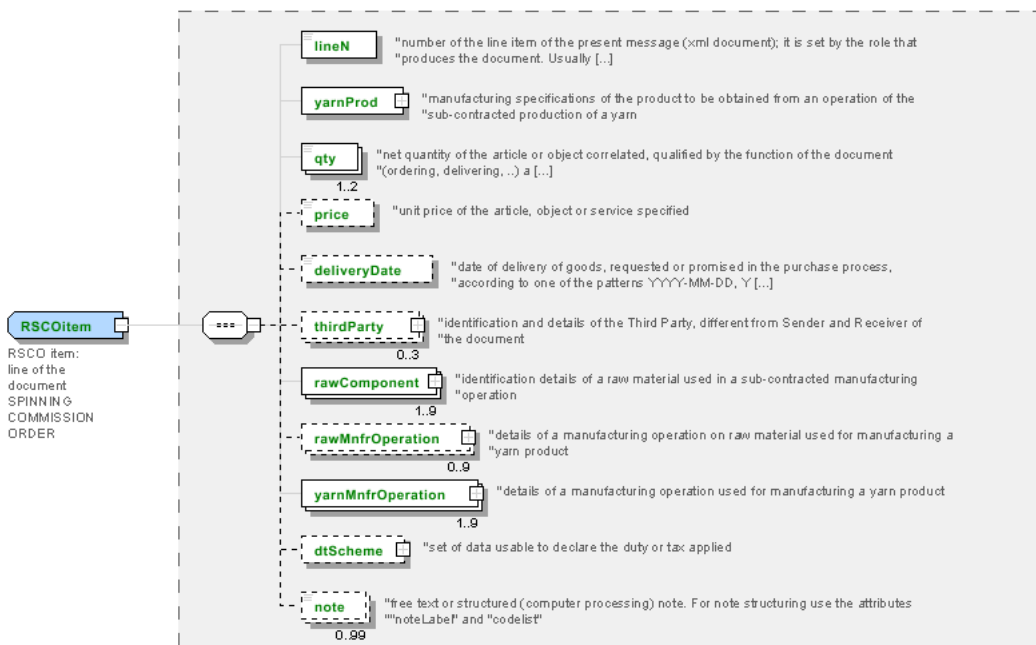 lineN
"number of the line item of the present message (xml document); it is set by the role that
"produces the document. Usually [...]
yarnProd
"manufacturing specifications of the product to be obtained from an operation of the
"sub-contracted production of a yarn
qty
"net quantity of the article or object correlated, qualified by the function of the document
"(ordering, delivering, ..) a [...]
1..2
price
"unit price of the article, object or service specified
deliveryDate
"date of delivery of goods, requested or promised in the purchase process,
"according to one of the patterns YYYY-MM-DD, Y [...]
RSCOitem
RSCO item:
line of the
document
SPINNING
COMMISSION
ORDER
thirdParty
"identification and details of the Third Party, different from Sender and Receiver of
"the document
0..3
rawComponent
"identification details of a raw material used in a sub-contracted manufacturing
"operation
1..9
rawMnfrOperation
"details of a manufacturing operation on raw material used for manufacturing a
"yarn product
0..9
yarnMnfrOperation
"details of a manufacturing operation used for manufacturing a yarn product
1..9
dtScheme
"set of data usable to declare the duty or tax applied
note
"free text or structured (computer processing) note. For note structuring use the attributes
""noteLabel" and "codelist"
0..99